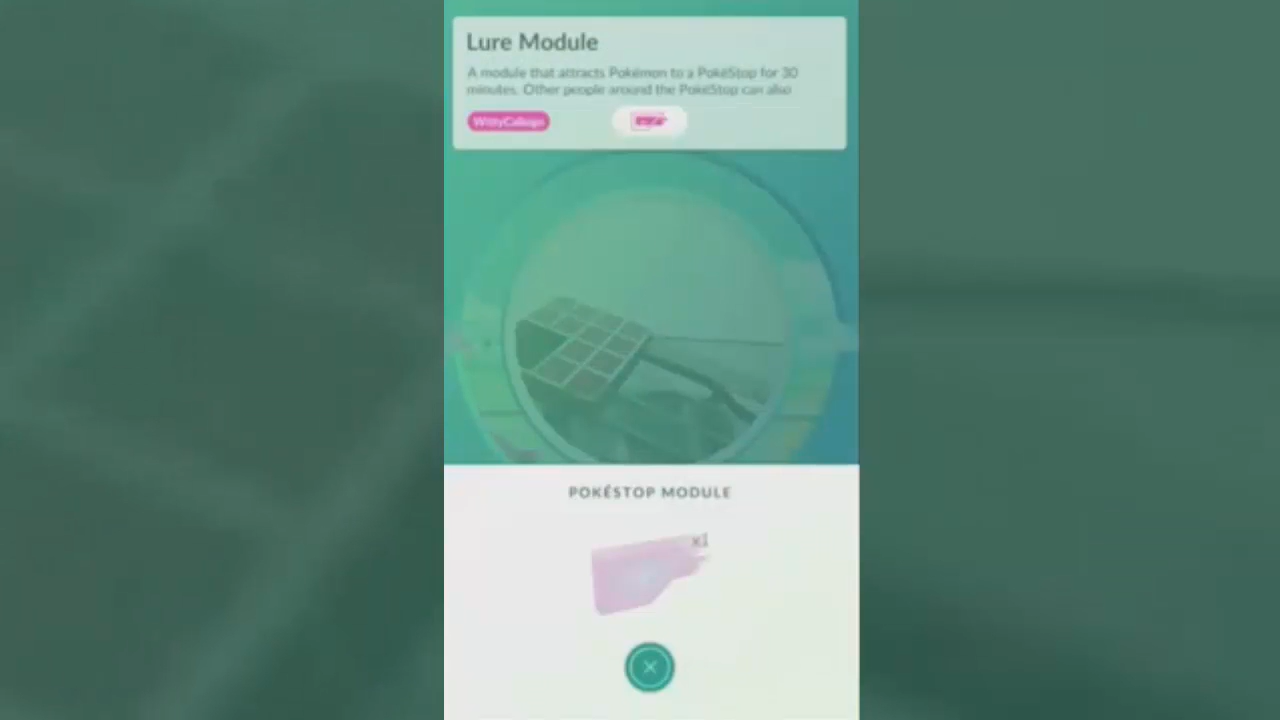 Lure Module
A module that attracts Pokémon to a PokéStop for 30
minutes. Other people around the PokéStop can also
POKÉSTOP MODULE
x1